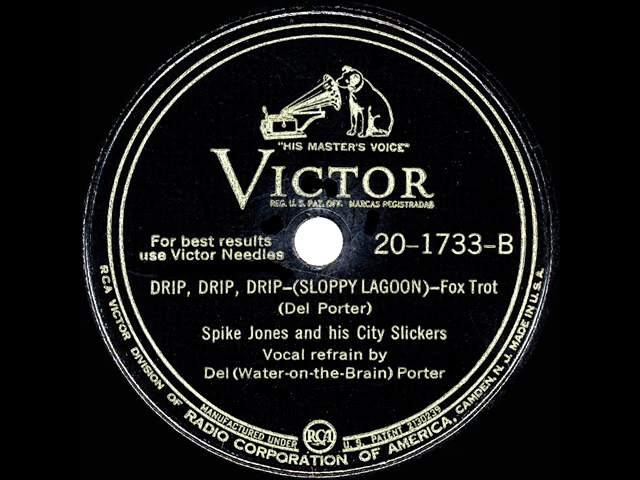 "HIS MASTER'S VOICE"
VICTOR
REG. U.S. PAT. OFF. MARCAS REGISTRADAS
For best results
use Victor Needles
20-1733-B
DRIP, DRIP, DRIP-(SLOPPY LAGOON)-Fox Trot
(Del Porter)
Spike Jones and his City Slickers
Vocal refrain by
Del (Water-on-the-Brain) Porter
MANUFACTURED UNDER RCA U. S. PATENT 2130239
RCA VICTOR DIVISION OF RADIO CORPORATION OF AMERICA, CAMDEN, N. J. MADE IN U.S.A.